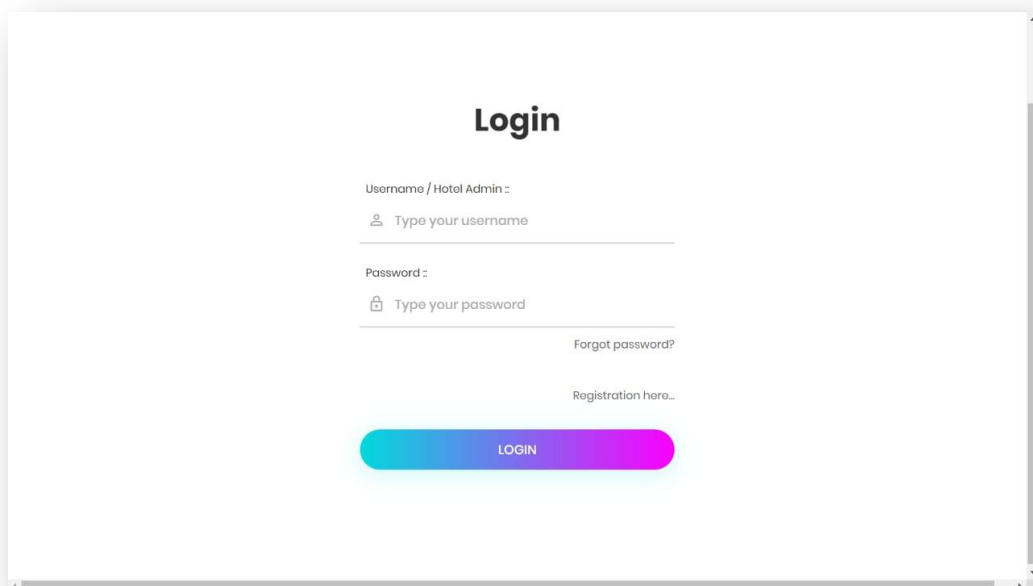 Login
Username / Hotel Admin ::
Type your username
Password ::
Type your password
Forgot password?
Registration here...
LOGIN